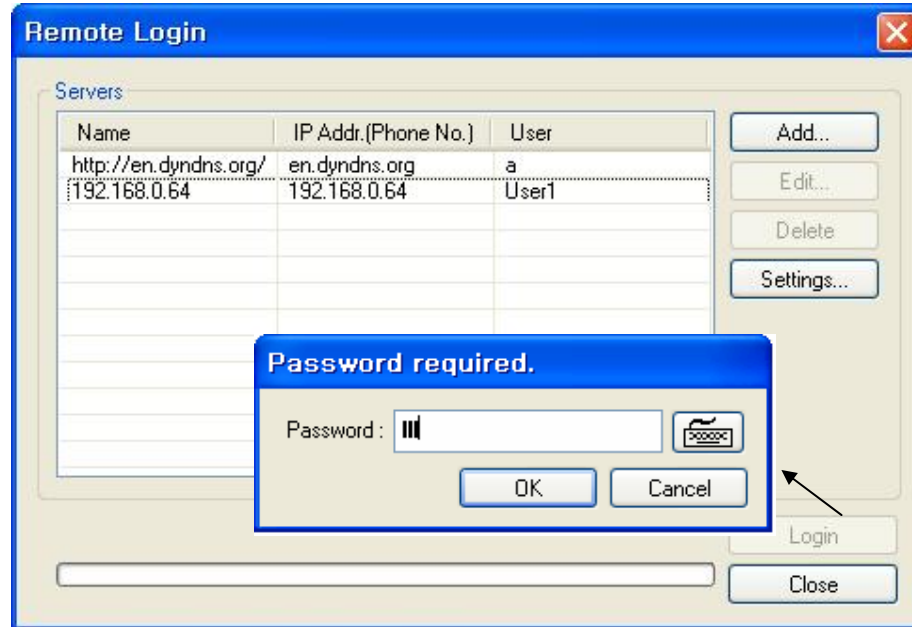 Remote Login
Servers
Name IP Addr.(Phone No.) User
http://en.dyndns.org/ en.dyndns.org a
192.168.0.64 192.168.0.64 User1
Add...
Edit...
Delete
Settings...
Password required.
Password :
OK Cancel
Login
Close